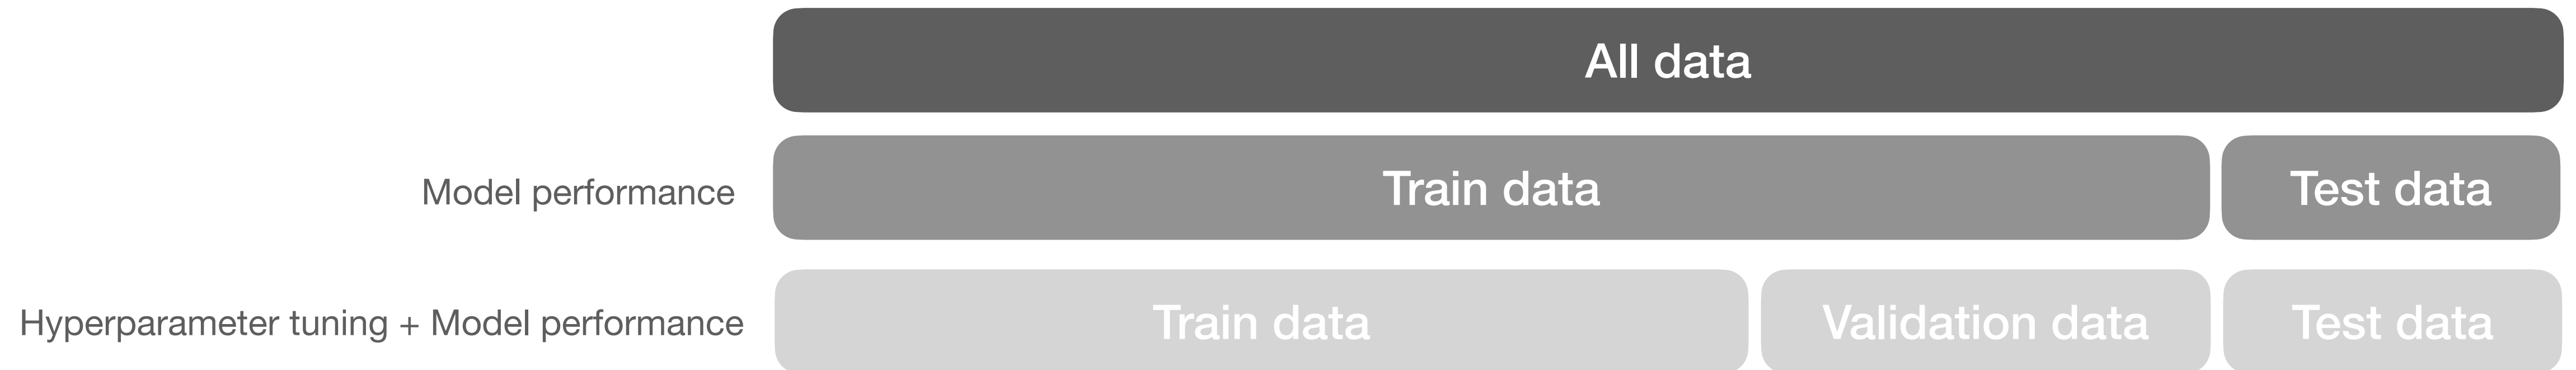 All data
Model performance
Train data
Test data
Hyperparameter tuning + Model performance
Train data
Validation data
Test data